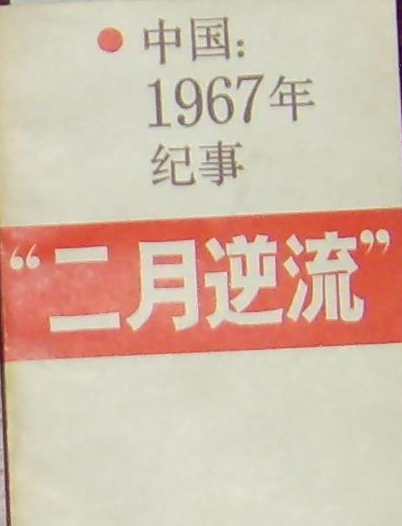 中国:
1967年
纪事
“二月逆流”